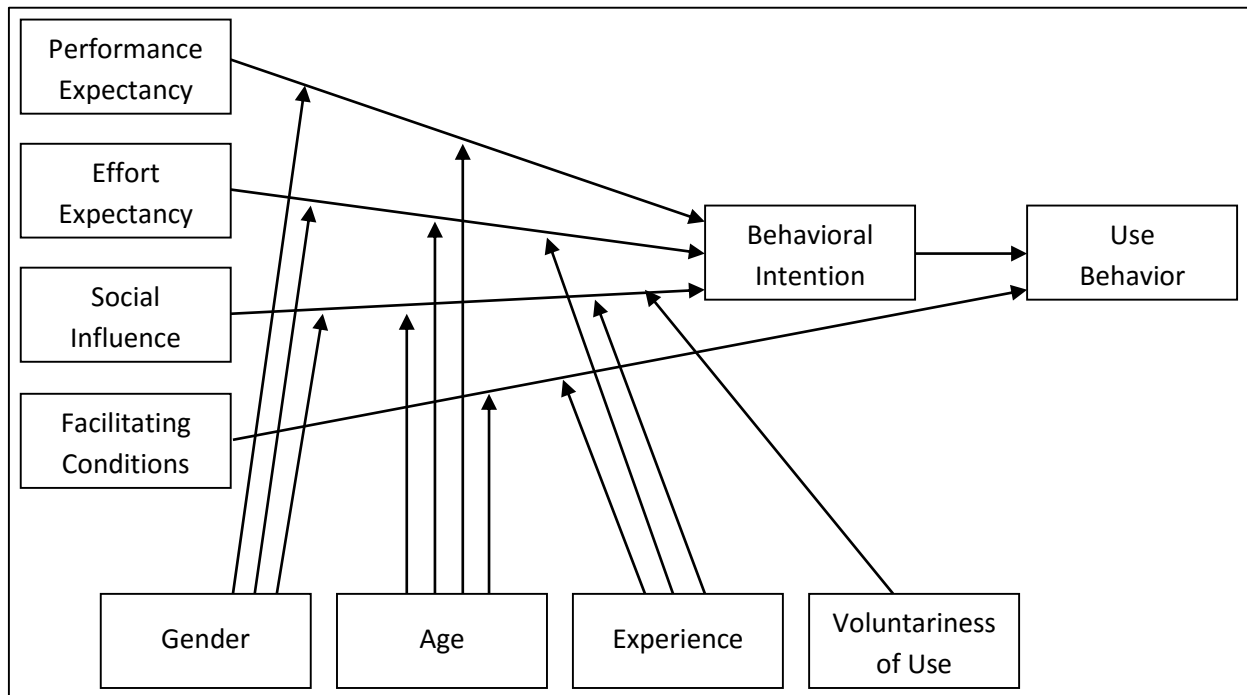 Performance
Expectancy
Effort
Expectancy
Social
Influence
Facilitating
Conditions
Behavioral
Intention
Use
Behavior
Gender
Age
Experience
Voluntariness
of Use